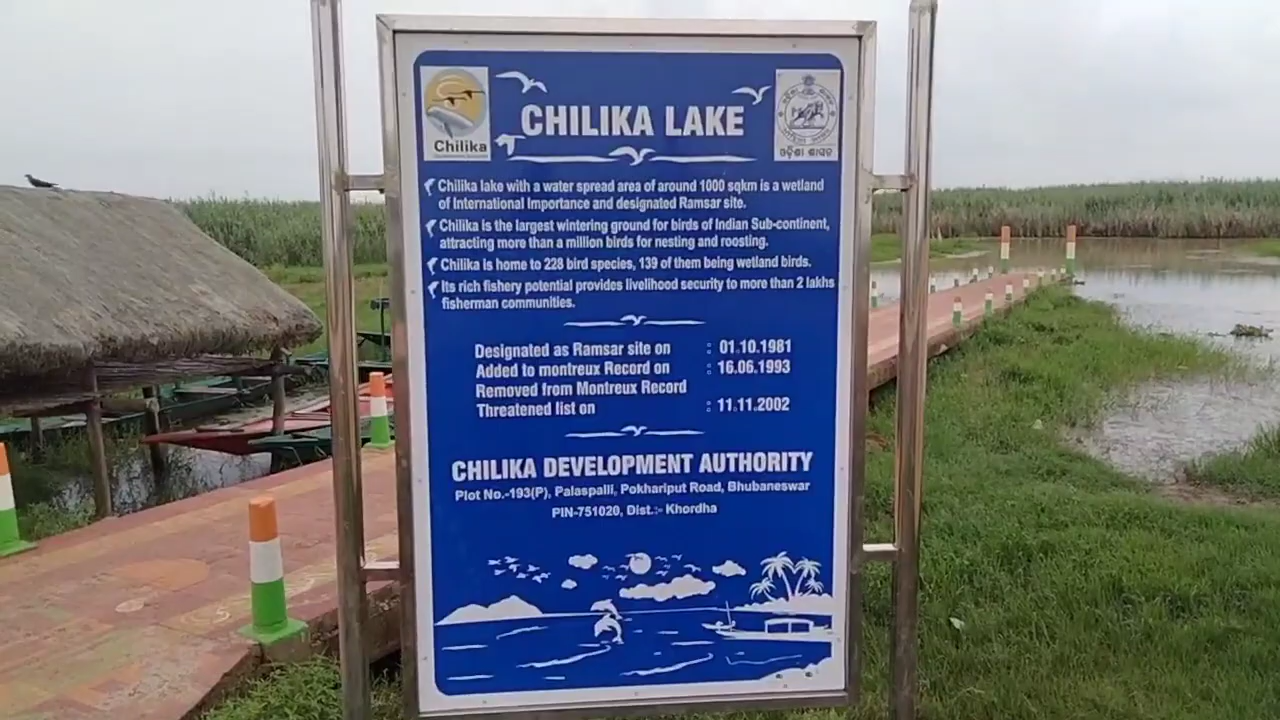 Chilika
CHILIKA LAKE
ଓଡ଼ିଶା ଶାସନ
Chilika lake with a water spread area of around 1000 sqkm is a wetland
of International Importance and designated Ramsar site.
Chilika is the largest wintering ground for birds of Indian Sub-continent,
attracting more than a million birds for nesting and roosting.
Chilika is home to 228 bird species, 139 of them being wetland birds.
Its rich fishery potential provides livelihood security to more than 2 lakhs
fisherman communities.
Designated as Ramsar site on : 01.10.1981
Added to montreux Record on : 16.06.1993
Removed from Montreux Record
Threatened list on : 11.11.2002
CHILIKA DEVELOPMENT AUTHORITY
Plot No.-193(P), Palaspalli, Pokhariput Road, Bhubaneswar
PIN-751020, Dist.:- Khordha